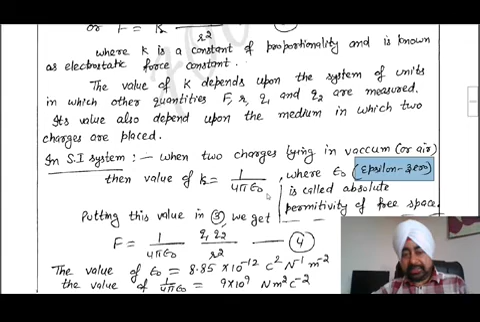 or F = K q₁ q₂ / r²
where K is a constant of proportionality and is known
as electrostatic force constant.
The value of K depends upon the system of units
in which other quantities F, r, q₁ and q₂ are measured.
Its value also depend upon the medium in which two
charges are placed.
In S.I system :- When two charges lying in vaccum (or air)
then value of k = 1/4πε₀, where ε₀ (epsilon-zero)
is called absolute
permitivity of free space.
Putting this value in ③, we get
F = 1/4πε₀ q₁ q₂/r² — ④
The value of ε₀ = 8.85 × 10⁻¹² C² N⁻¹ m⁻²
the value of 1/4πε₀ = 9×10⁹ Nm² C⁻²